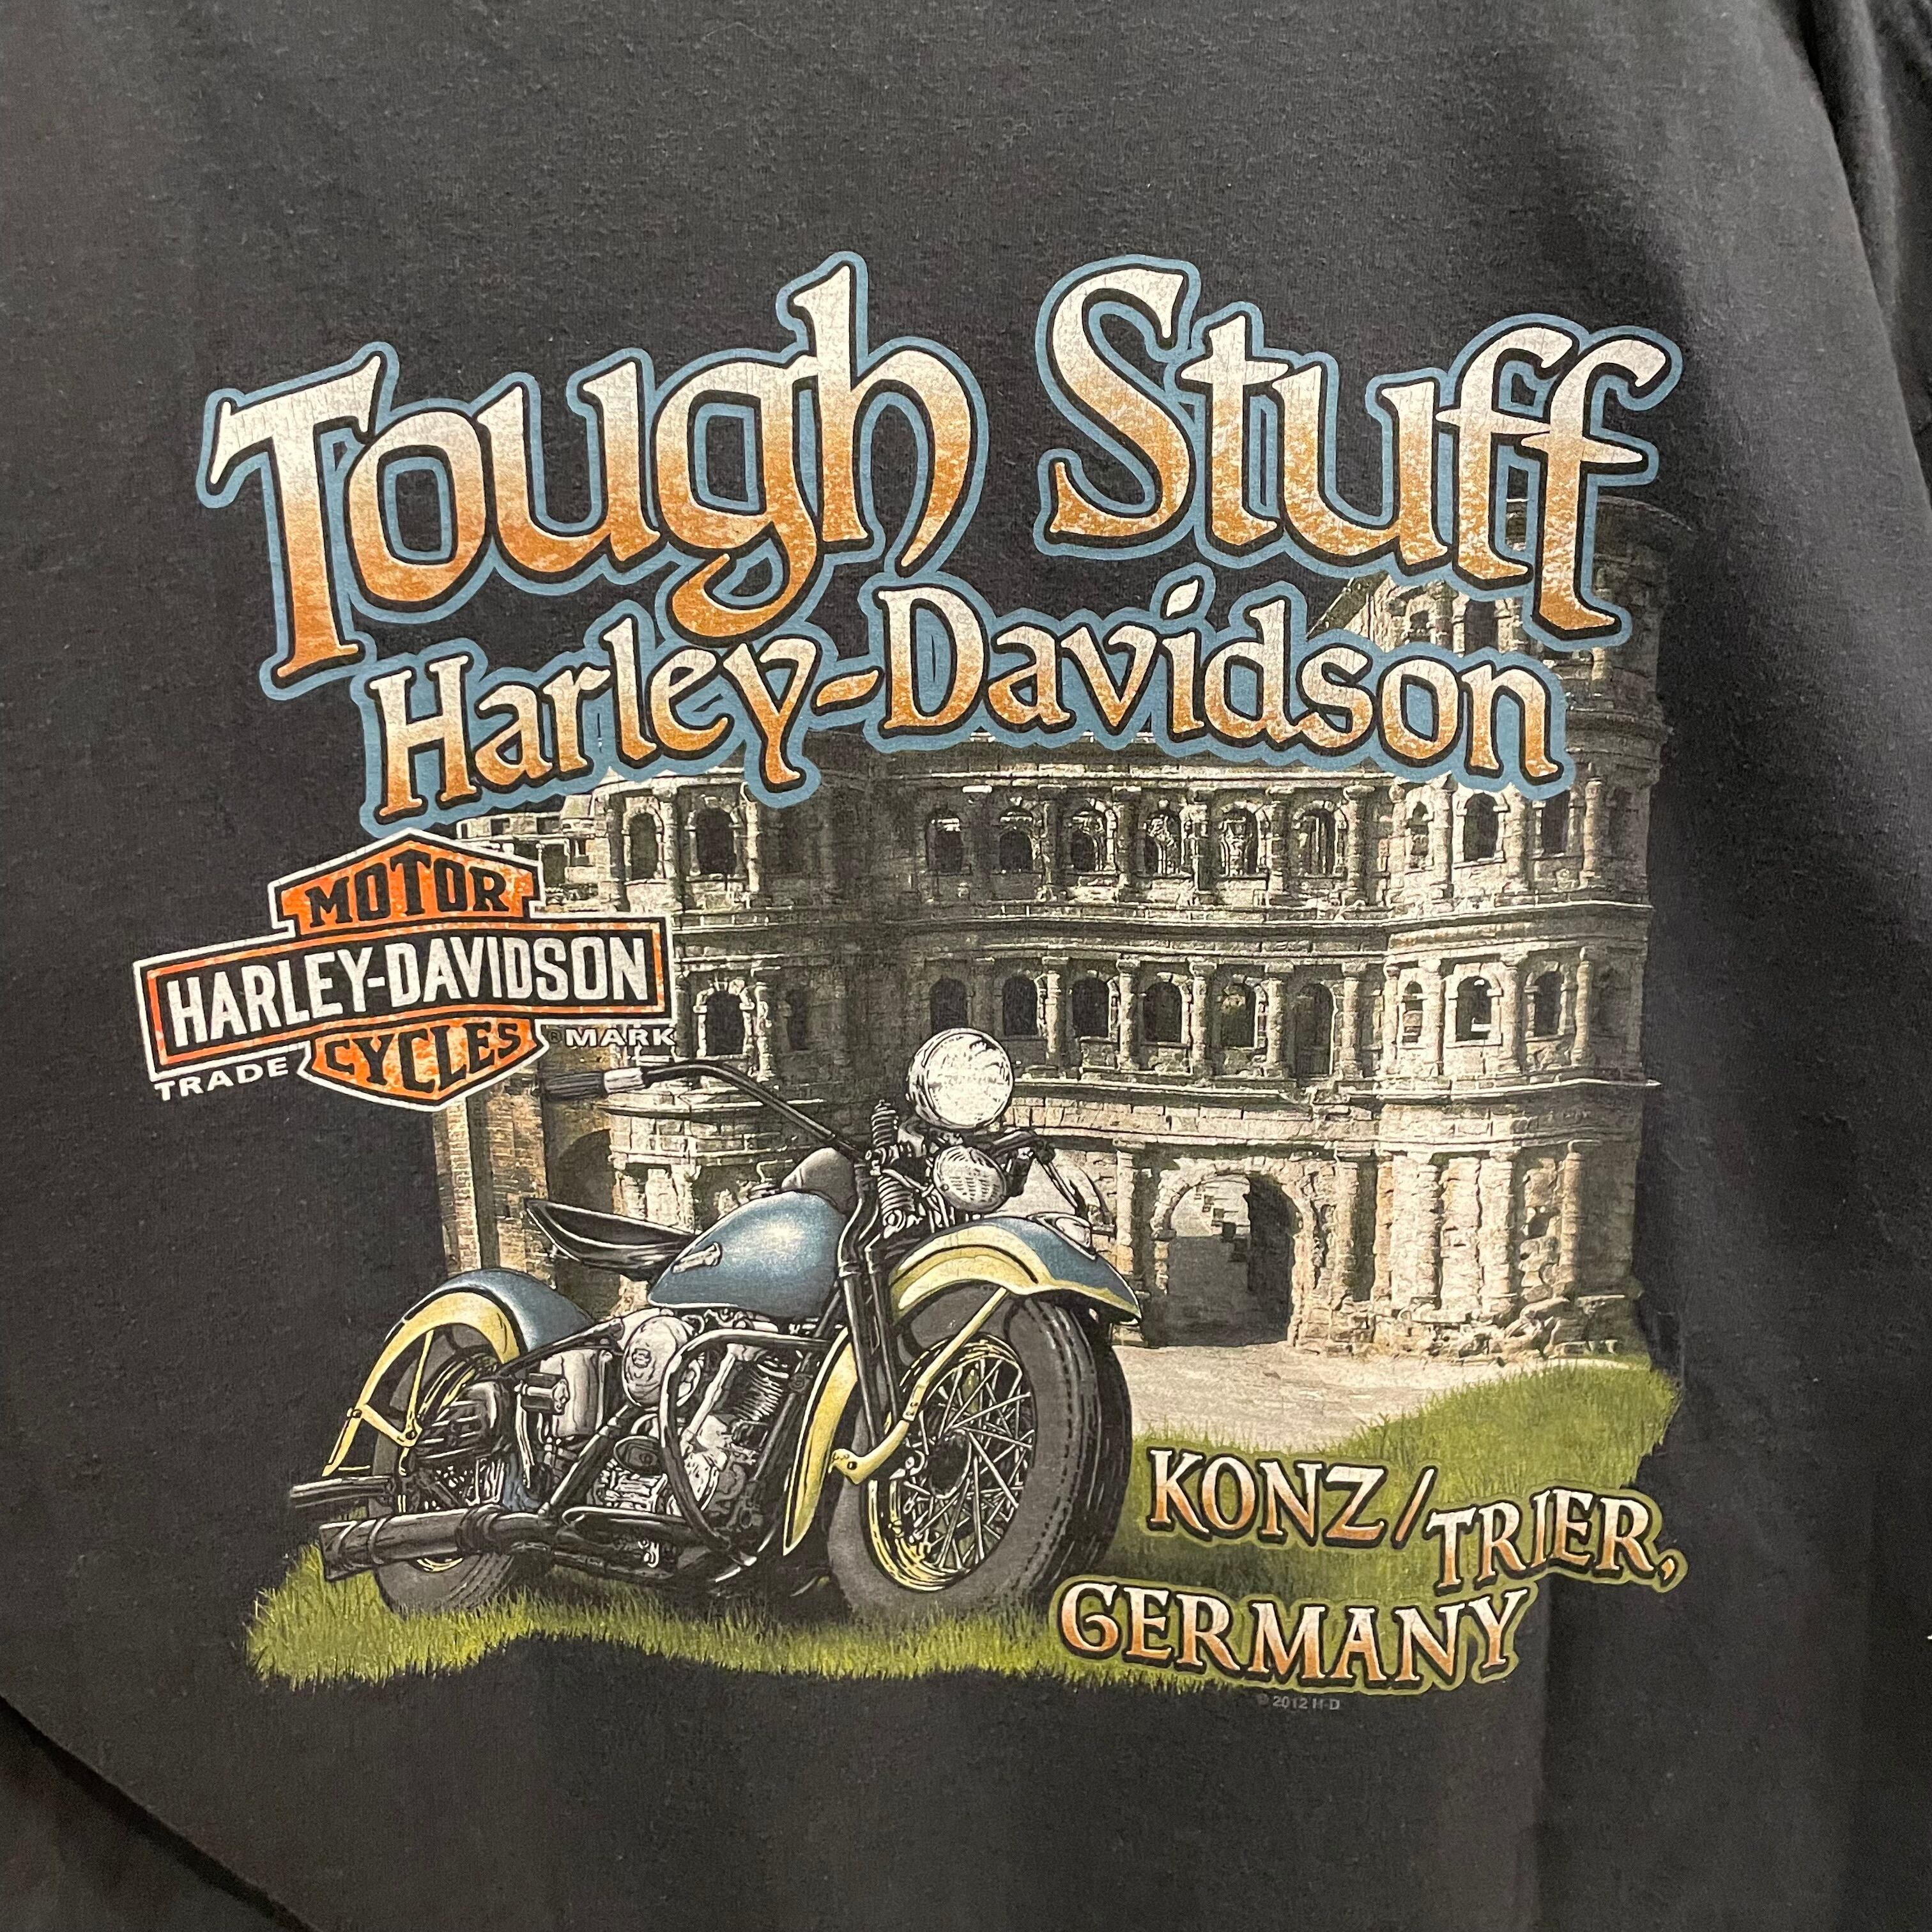 Tough Stuff
Harley-Davidson
MOTOR
HARLEY-DAVIDSON
CYCLES
TRADE ® MARK
KONZ/TRIER,
GERMANY
© 2012 H-D